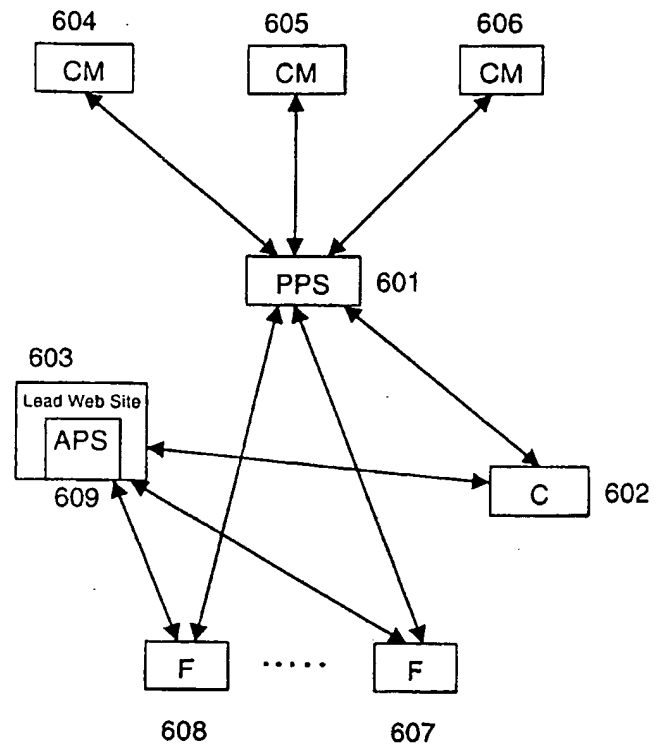 604
605
606
CM
CM
CM
PPS
601
603
Lead Web Site
APS
609
C
602
F
.....
F
608
607